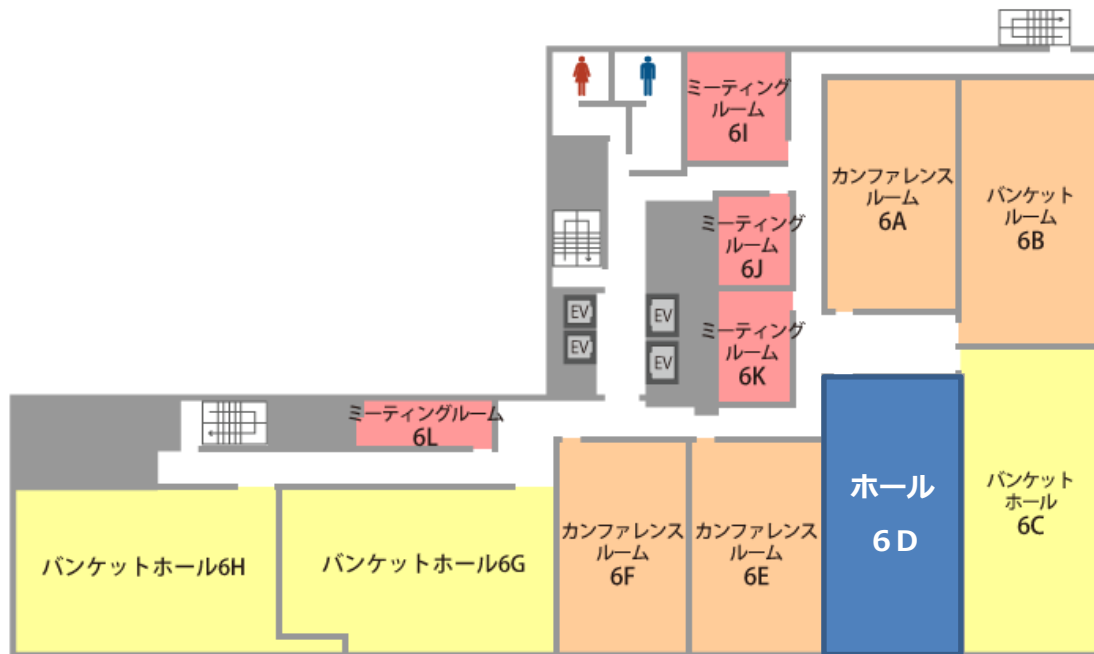 ミーティング
ルーム
6I
カンファレンス
ルーム
6A
バンケット
ルーム
6B
ミーティング
ルーム
6J
EV
EV
EV
EV
ミーティング
ルーム
6K
ミーティングルーム
6L
ホール
６Ｄ
バンケット
ホール
6C
バンケットホール6H
バンケットホール6G
カンファレンス
ルーム
6F
カンファレンス
ルーム
6E